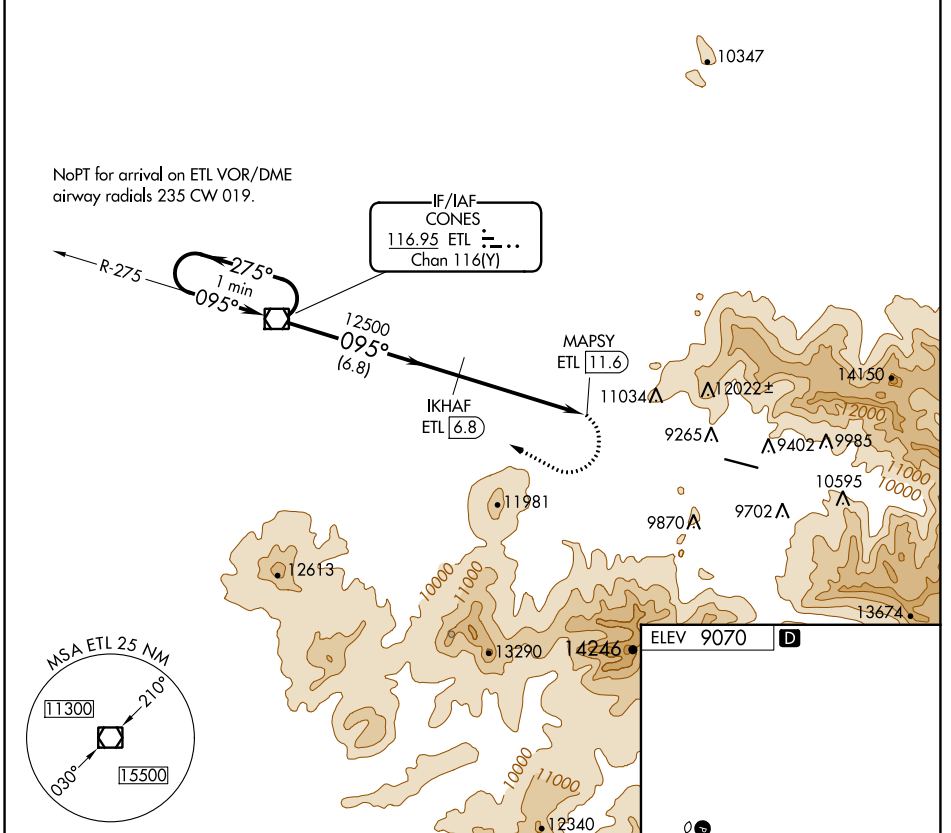 10347
NoPT for arrival on ETL VOR/DME
airway radials 235 CW 019.
IF/IAF
CONES
116.95 ETL
Chan 116(Y)
R-275
275°
1 min
095°
12500
095°
(6.8)
MAPSY
ETL 11.6
IKHAF
ETL 6.8
14150
11034
12022±
12000
9265
9402
9985
11000
10000
10595
9702
9870
11981
12613
10000
11000
13674
13290
14246
ELEV 9070 D
MSA ETL 25 NM
11300
210°
030°
15500
10000
11000
12340
P